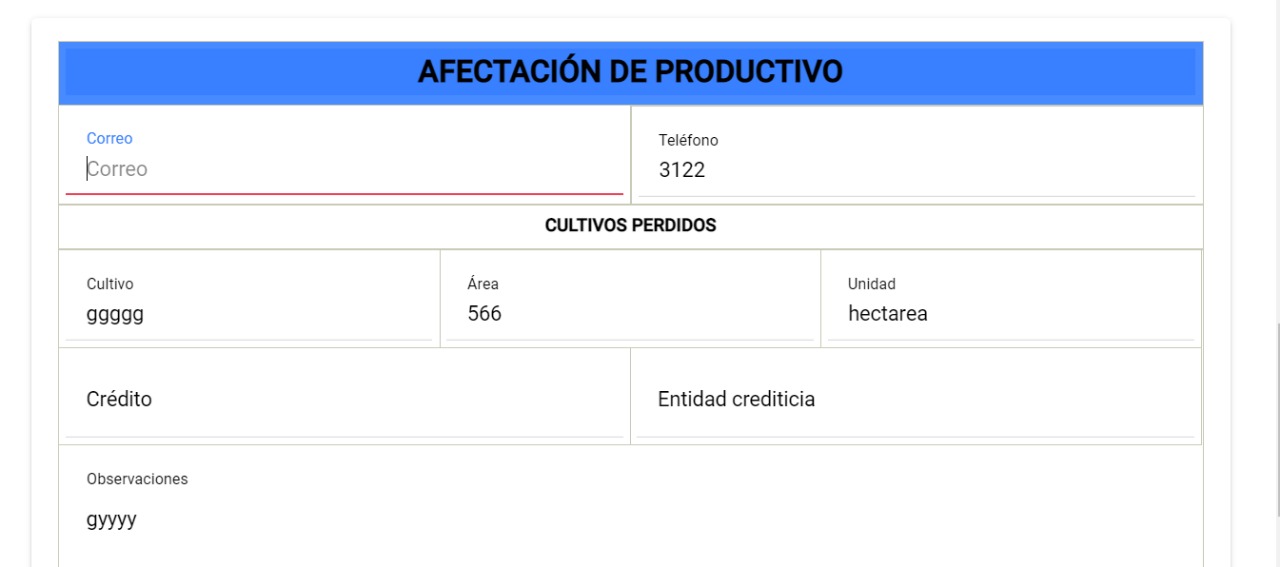 AFECTACIÓN DE PRODUCTIVO
Correo
Teléfono
Correo
3122
CULTIVOS PERDIDOS
Cultivo
Área
Unidad
ggggg
566
hectarea
Crédito
Entidad crediticia
Observaciones
gyyyy